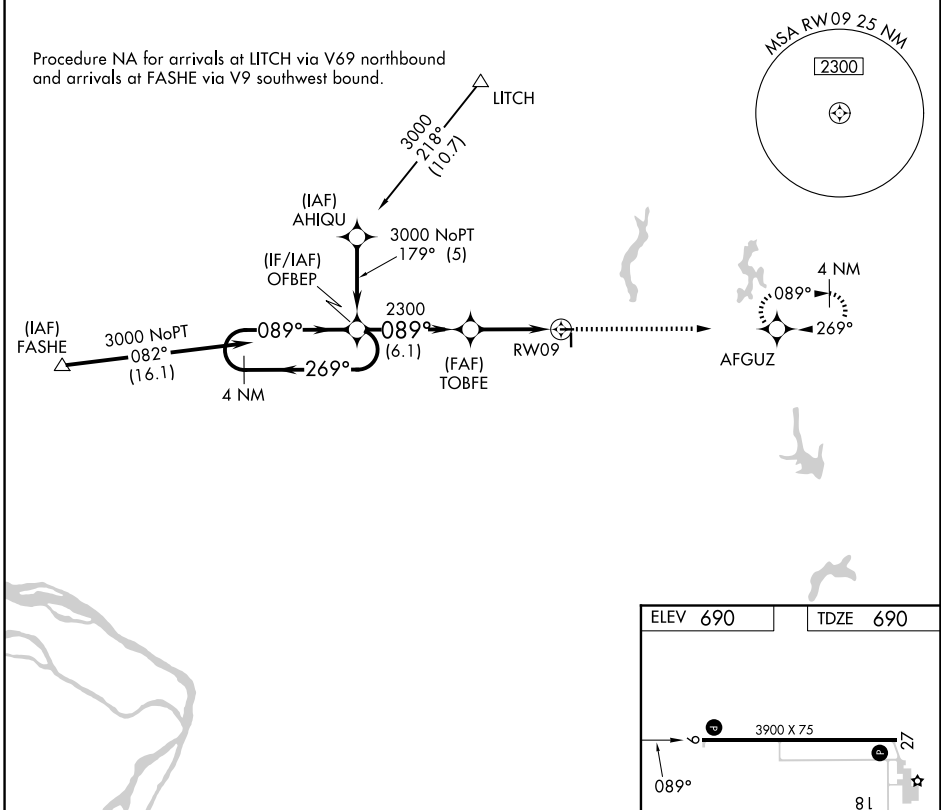 Procedure NA for arrivals at LITCH via V69 northbound
and arrivals at FASHE via V9 southwest bound.
MSA RW09 25 NM
2300
LITCH
3000
218°
(10.7)
(IAF)
AHIQU
3000 NoPT
179° (5)
(IF/IAF)
OFBEP
2300
089°
089°
(6.1)
4 NM
089°
269°
(IAF)
FASHE
3000 NoPT
082°
(16.1)
269°
4 NM
(FAF)
TOBFE
RW09
AFGUZ
ELEV 690
TDZE 690
P
3900 X 75
9
27
P
089°
18